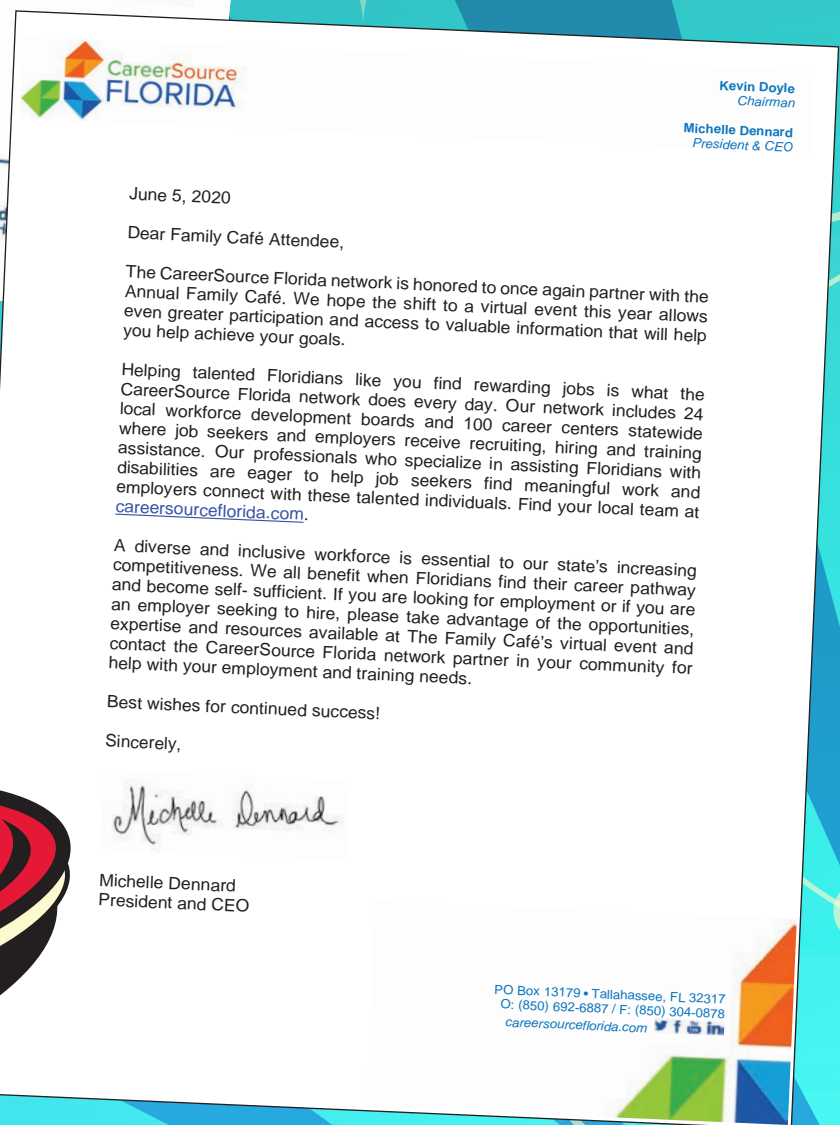 CareerSource
FLORIDA
Kevin Doyle
Chairman
Michelle Dennard
President & CEO
June 5, 2020
Dear Family Café Attendee,
The CareerSource Florida network is honored to once again partner with the
Annual Family Café. We hope the shift to a virtual event this year allows
even greater participation and access to valuable information that will help
you help achieve your goals.
Helping talented Floridians like you find rewarding jobs is what the
CareerSource Florida network does every day. Our network includes 24
local workforce development boards and 100 career centers statewide
where job seekers and employers receive recruiting, hiring and training
assistance. Our professionals who specialize in assisting Floridians with
disabilities are eager to help job seekers find meaningful work and
employers connect with these talented individuals. Find your local team at
careersourceflorida.com.
A diverse and inclusive workforce is essential to our state's increasing
competitiveness. We all benefit when Floridians find their career pathway
and become self- sufficient. If you are looking for employment or if you are
an employer seeking to hire, please take advantage of the opportunities,
expertise and resources available at The Family Café's virtual event and
contact the CareerSource Florida network partner in your community for
help with your employment and training needs.
Best wishes for continued success!
Sincerely,
Michelle Dennard
Michelle Dennard
President and CEO
PO Box 13179 • Tallahassee, FL 32317
O: (850) 692-6887 / F: (850) 304-0878
careersourceflorida.com